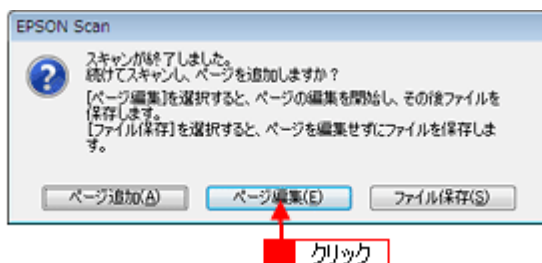 EPSON Scan
スキャンが終了しました。
続けてスキャンし、ページを追加しますか？
[ページ編集]を選択すると、ページの編集を開始し、その後ファイルを
保存します。
[ファイル保存]を選択すると、ページを編集せずにファイルを保存しま
す。
ページ追加(A) ページ編集(E) ファイル保存(S)
クリック